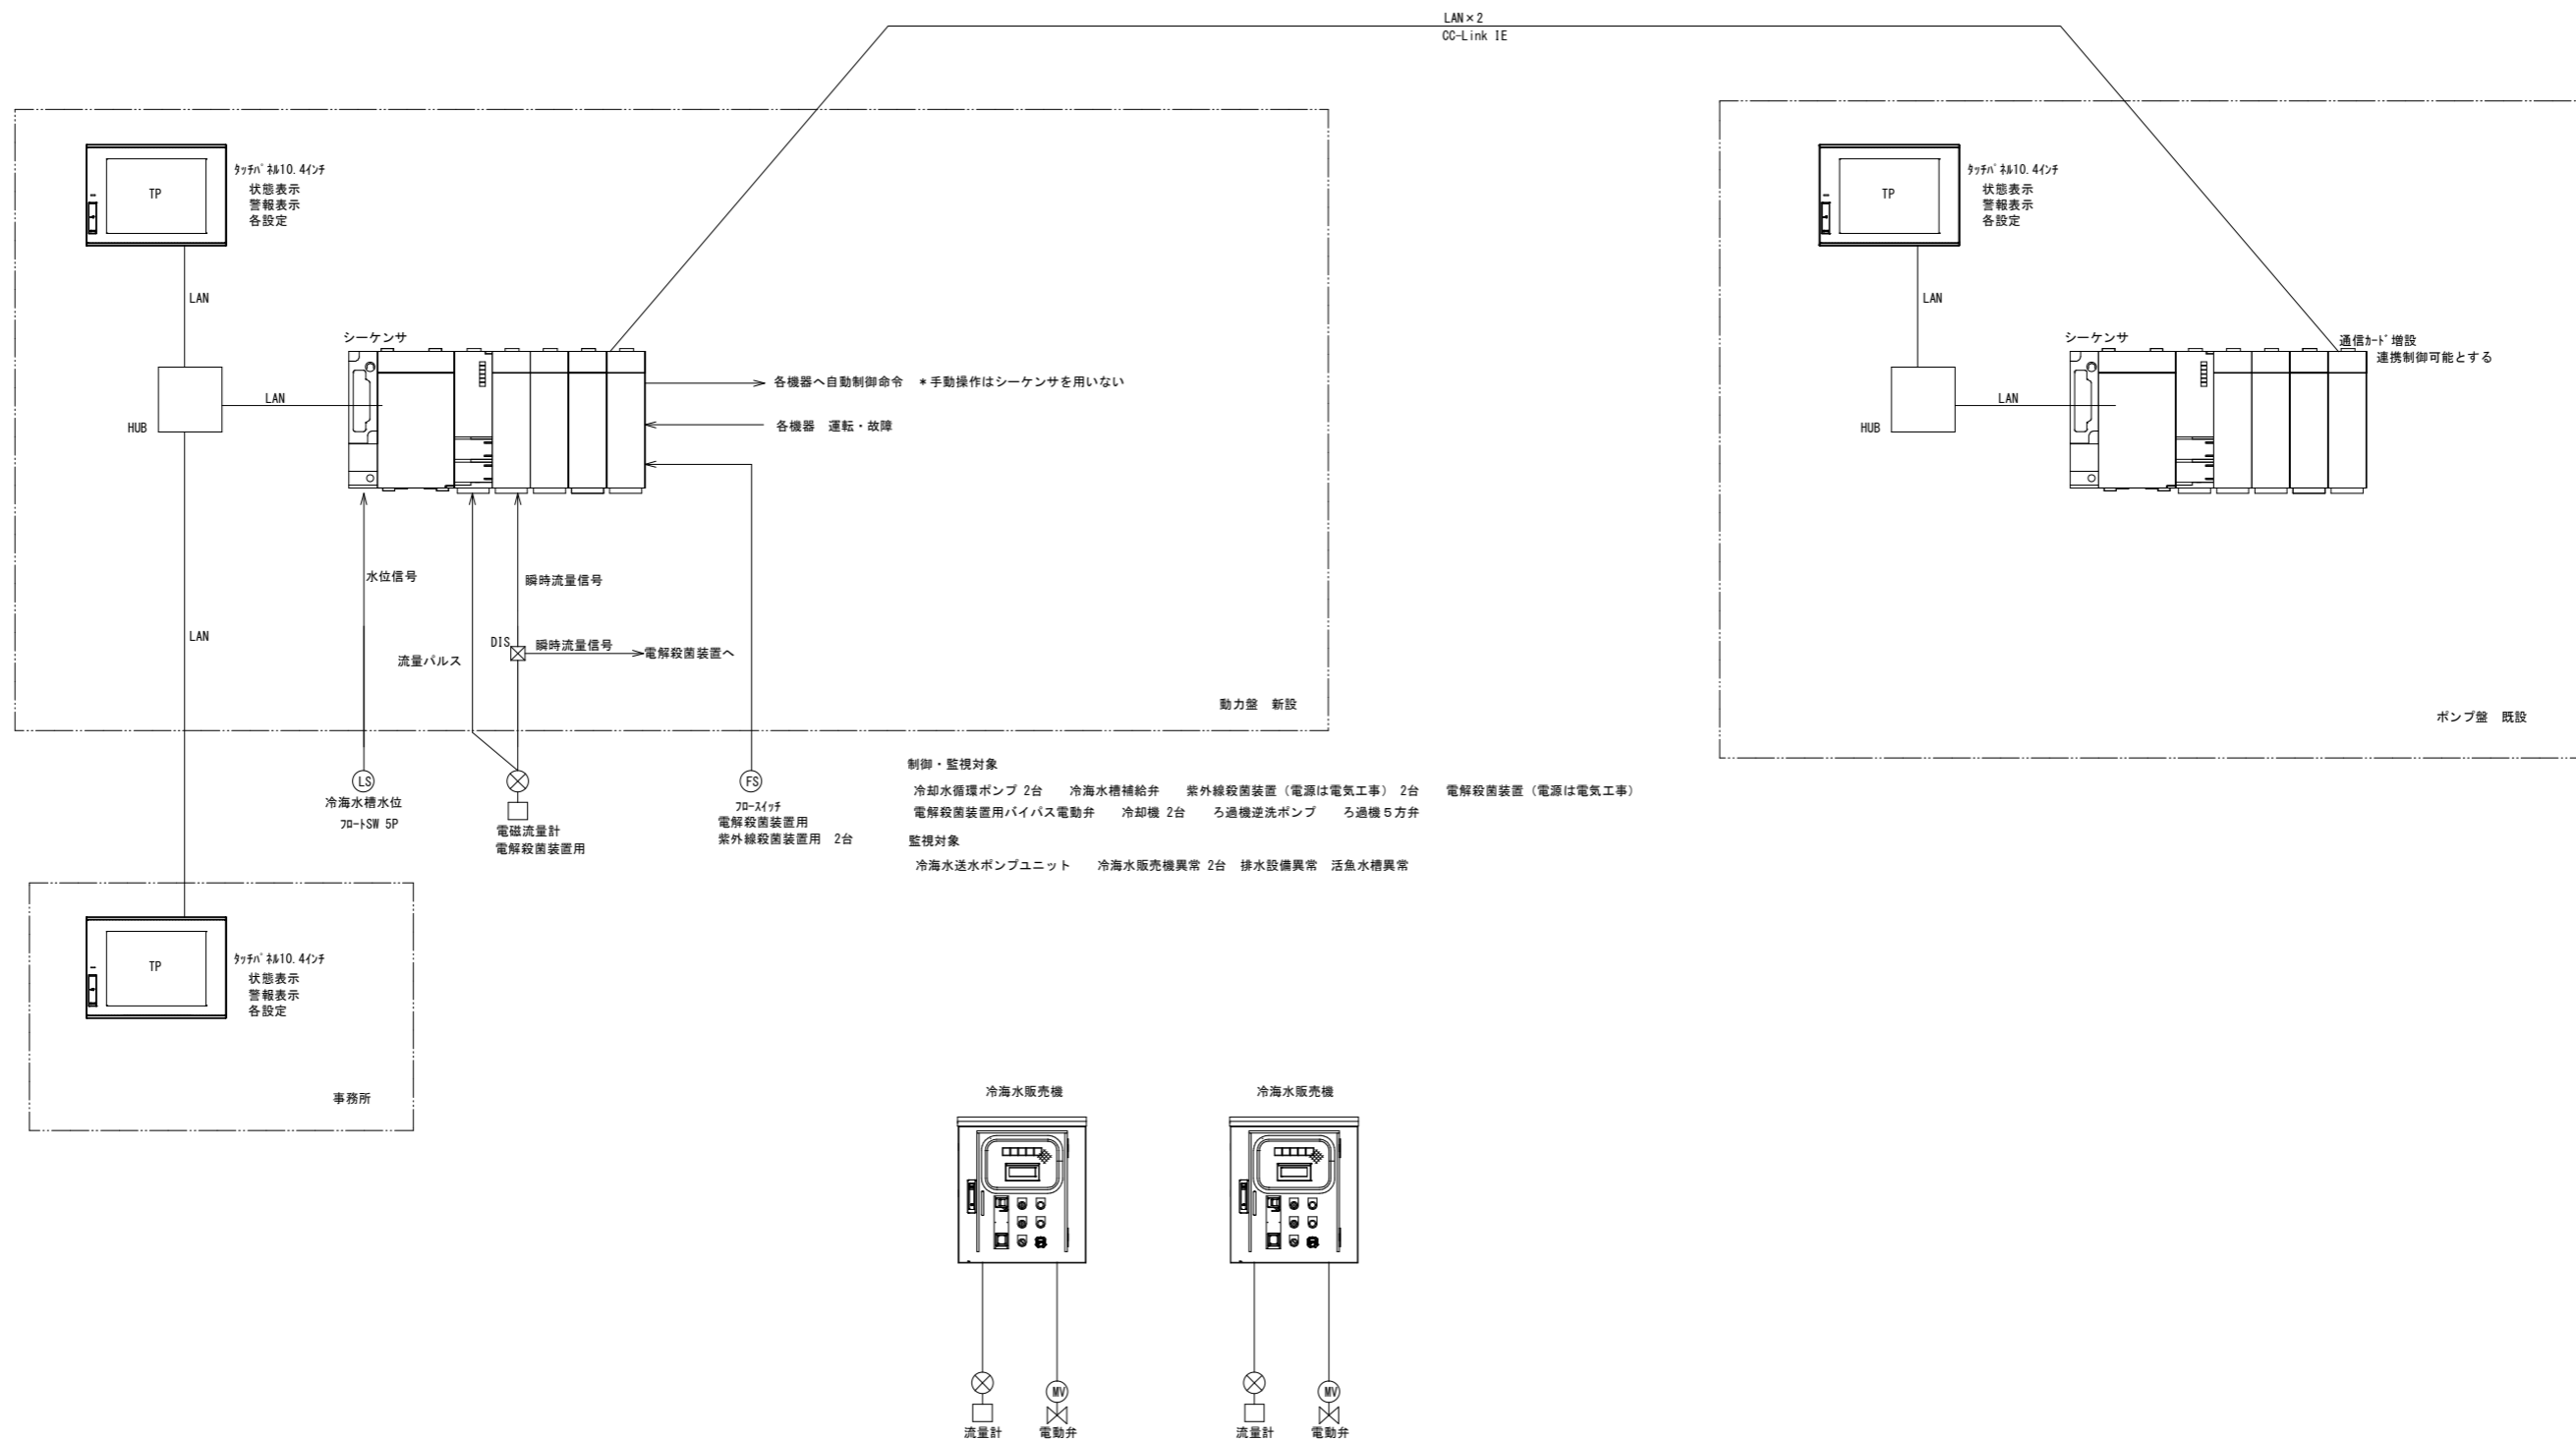 LAN×2
CC-Link IE
TP
ﾀｯﾁﾊﾟﾈﾙ10.4ｲﾝﾁ
状態表示
警報表示
各設定
LAN
HUB
LAN
シーケンサ
各機器へ自動制御命令　＊手動操作はシーケンサを用いない
各機器　運転・故障
水位信号
瞬時流量信号
LAN
流量パルス
DIS
瞬時流量信号
電解殺菌装置へ
動力盤　新設
TP
ﾀｯﾁﾊﾟﾈﾙ10.4ｲﾝﾁ
状態表示
警報表示
各設定
LAN
HUB
LAN
シーケンサ
通信ｶｰﾄﾞ増設
連携制御可能とする
ポンプ盤　既設
LS
冷海水槽水位
ﾌﾛｰﾄSW 5P
電磁流量計
電解殺菌装置用
FS
ﾌﾛｰｽｲｯﾁ
電解殺菌装置用
紫外線殺菌装置用　2台
制御・監視対象
冷却水循環ポンプ 2台　　冷海水槽補給弁　　紫外線殺菌装置（電源は電気工事） 2台　　電解殺菌装置（電源は電気工事）
電解殺菌装置用バイパス電動弁　　冷却機 2台　　ろ過機逆洗ポンプ　　ろ過機５方弁
監視対象
冷海水送水ポンプユニット　　冷海水販売機異常 2台　排水設備異常　活魚水槽異常
TP
ﾀｯﾁﾊﾟﾈﾙ10.4ｲﾝﾁ
状態表示
警報表示
各設定
事務所
冷海水販売機
MV
流量計
電動弁
冷海水販売機
MV
流量計
電動弁